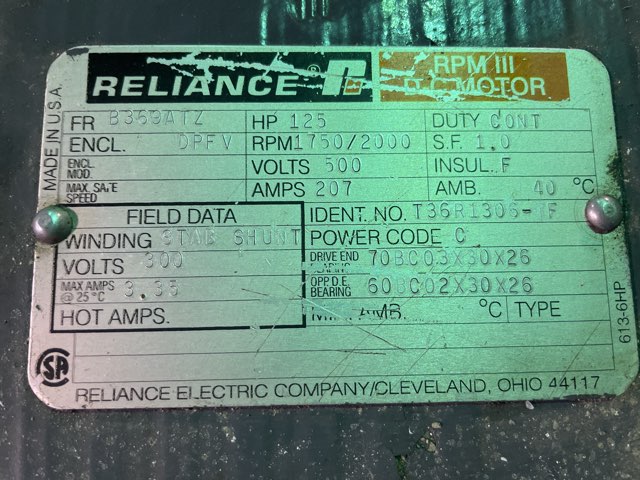 RELIANCE®
RPM III
D.C. MOTOR
MADE IN U.S.A.
FR B369ATZ HP 125 DUTY CONT
ENCL. DPFV RPM 1750/2000 S.F. 1.0
ENCL. MOD. VOLTS 500 INSUL. F
MAX. SAFE SPEED AMPS 207 AMB. 40 °C
FIELD DATA IDENT. NO. T36R1306-
WINDING STAB SHUNT POWER CODE C
VOLTS 300 DRIVE END BEARING 70BC03X30X26
MAX AMPS @ 25°C 3.35 OPP D.E. BEARING 60BC02X30X26
HOT AMPS. AMB. °C TYPE
613-6HP
SA
RELIANCE ELECTRIC COMPANY/CLEVELAND, OHIO 44117